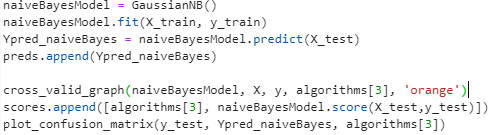 naiveBayesModel = GaussianNB()
naiveBayesModel.fit(X_train, y_train)
Ypred_naiveBayes = naiveBayesModel.predict(X_test)
preds.append(Ypred_naiveBayes)
cross_valid_graph(naiveBayesModel, X, y, algorithms[3], 'orange')
scores.append([algorithms[3], naiveBayesModel.score(X_test,y_test)])
plot_confusion_matrix(y_test, Ypred_naiveBayes, algorithms[3])